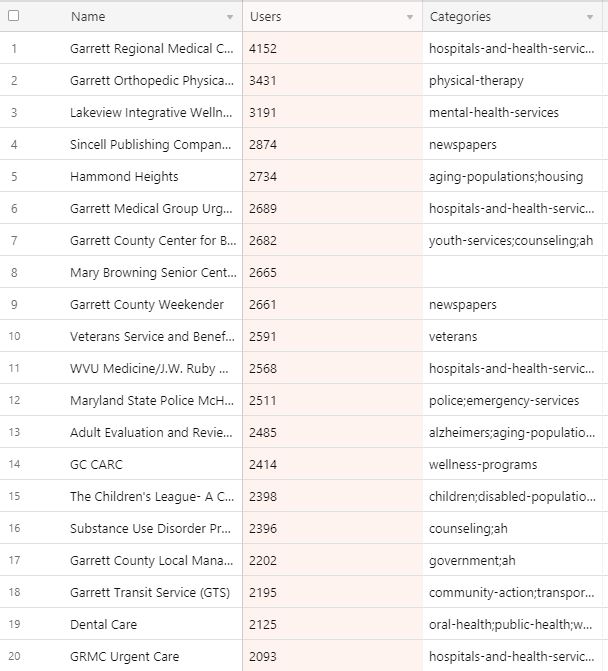 Name Users Categories
1 Garrett Regional Medical C... 4152 hospitals-and-health-servic...
2 Garrett Orthopedic Physica... 3431 physical-therapy
3 Lakeview Integrative Welln... 3191 mental-health-services
4 Sincell Publishing Compan... 2874 newspapers
5 Hammond Heights 2734 aging-populations;housing
6 Garrett Medical Group Urg... 2689 hospitals-and-health-servic...
7 Garrett County Center for B... 2682 youth-services;counseling;ah
8 Mary Browning Senior Cent... 2665
9 Garrett County Weekender 2661 newspapers
10 Veterans Service and Benef... 2591 veterans
11 WVU Medicine/J.W. Ruby ... 2568 hospitals-and-health-servic...
12 Maryland State Police McH... 2511 police;emergency-services
13 Adult Evaluation and Revie... 2485 alzheimers;aging-populatio...
14 GC CARC 2414 wellness-programs
15 The Children's League- A C... 2398 children;disabled-populatio...
16 Substance Use Disorder Pr... 2396 counseling;ah
17 Garrett County Local Mana... 2202 government;ah
18 Garrett Transit Service (GTS) 2195 community-action;transpor...
19 Dental Care 2125 oral-health;public-health;w...
20 GRMC Urgent Care 2093 hospitals-and-health-servic...